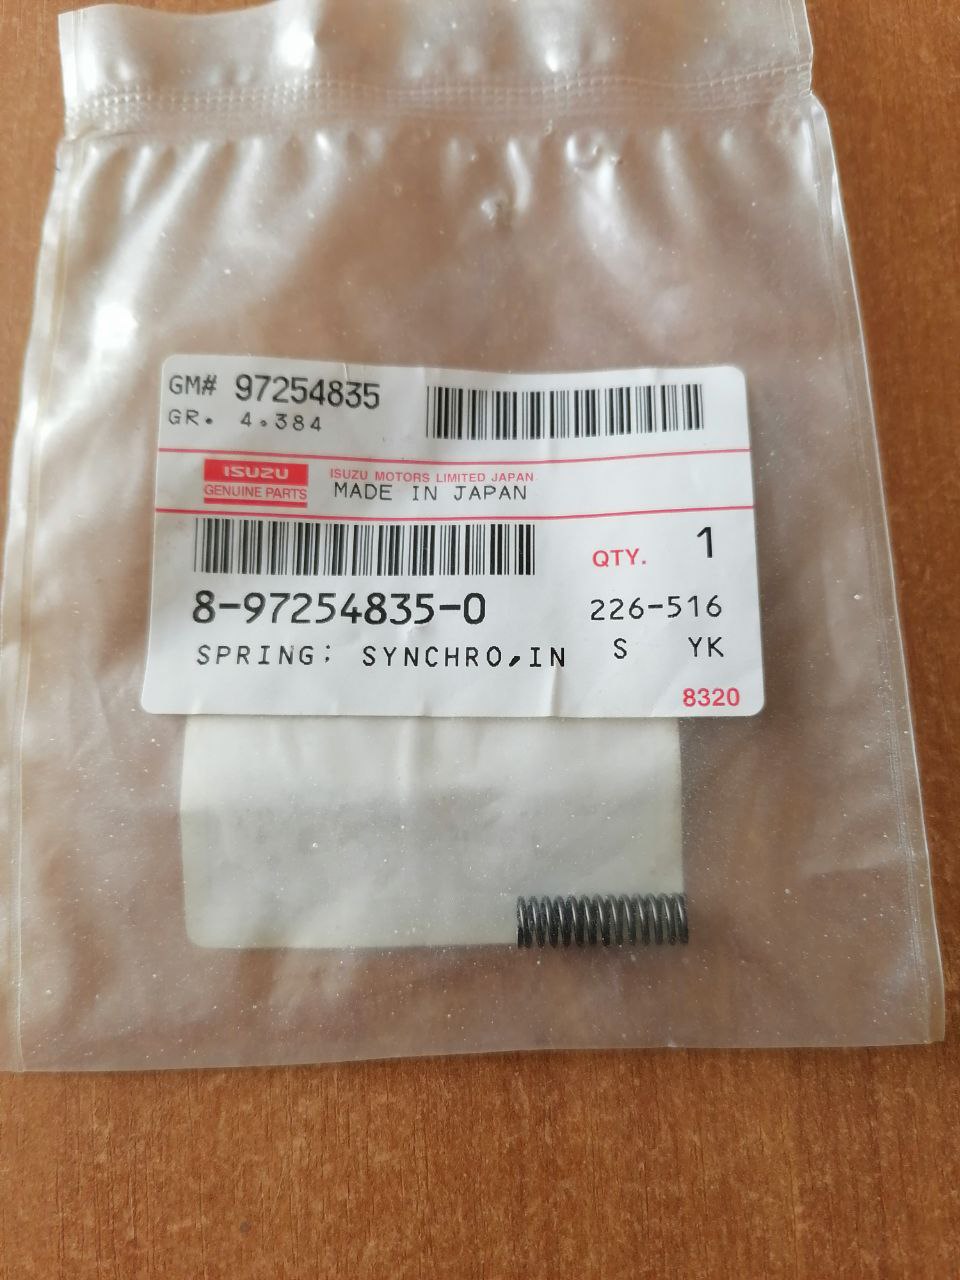 GM# 97254835
GR. 4.384
ISUZU
GENUINE PARTS
ISUZU MOTORS LIMITED JAPAN
MADE IN JAPAN
QTY. 1
8-97254835-0
226-516
SPRING; SYNCHRO,IN
S YK
8320